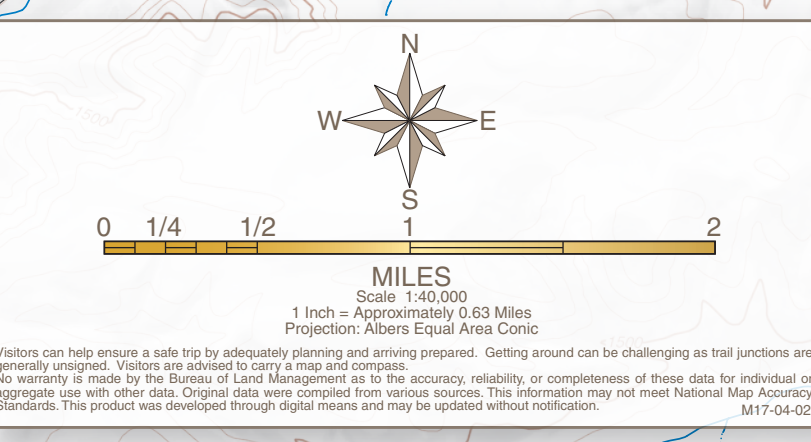 1500
N
W E
S
0 1/4 1/2 1 2
MILES
Scale 1:40,000
1 Inch = Approximately 0.63 Miles
Projection: Albers Equal Area Conic
1500
Visitors can help ensure a safe trip by adequately planning and arriving prepared. Getting around can be challenging as trail junctions are
generally unsigned. Visitors are advised to carry a map and compass.
No warranty is made by the Bureau of Land Management as to the accuracy, reliability, or completeness of these data for individual or
aggregate use with other data. Original data were compiled from various sources. This information may not meet National Map Accuracy
Standards. This product was developed through digital means and may be updated without notification.
M17-04-02